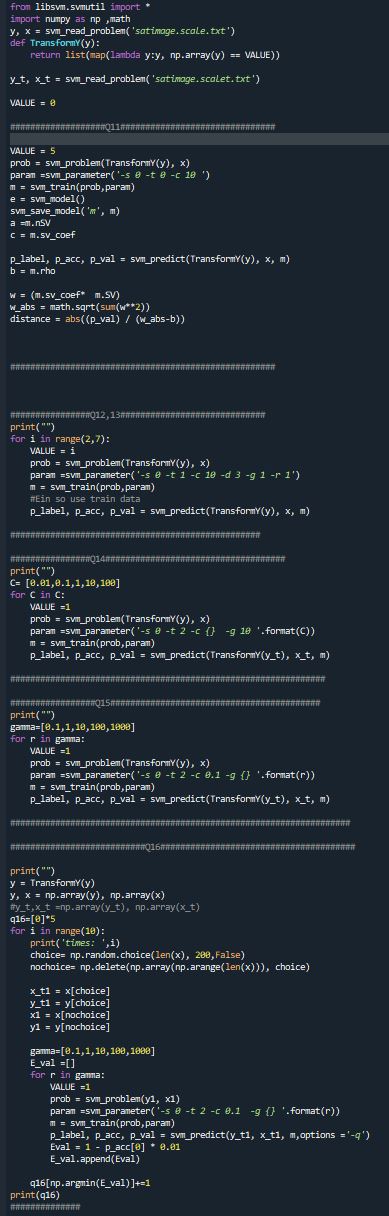 from libsvm.svmutil import *
import numpy as np ,math
y, x = svm_read_problem('satimage.scale.txt')
def TransformY(y):
    return list(map(lambda y:y, np.array(y) == VALUE))
y_t, x_t = svm_read_problem('satimage.scalet.txt')
VALUE = 0
###################Q11###############################
VALUE = 5
prob = svm_problem(TransformY(y), x)
param =svm_parameter('-s 0 -t 0 -c 10 ')
m = svm_train(prob,param)
e = svm_model()
svm_save_model('m', m)
a =m.nSV
c = m.sv_coef
p_label, p_acc, p_val = svm_predict(TransformY(y), x, m)
b = m.rho
w = (m.sv_coef*  m.SV)
w_abs = math.sqrt(sum(w**2))
distance = abs((p_val) / (w_abs-b))
#####################################################
################Q12,13#############################
print("")
for i in range(2,7):
    VALUE = i
    prob = svm_problem(TransformY(y), x)
    param =svm_parameter('-s 0 -t 1 -c 10 -d 3 -g 1 -r 1')
    m = svm_train(prob,param)
    #Ein so use train data
    p_label, p_acc, p_val = svm_predict(TransformY(y), x, m)
##################################################
################Q14####################################
print("")
C= [0.01,0.1,1,10,100]
for C in C:
    VALUE =1
    prob = svm_problem(TransformY(y), x)
    param =svm_parameter('-s 0 -t 2 -c {}  -g 10 '.format(C))
    m = svm_train(prob,param)
    p_label, p_acc, p_val = svm_predict(TransformY(y_t), x_t, m)
###############################################################
#################Q15##########################################
print("")
gamma=[0.1,1,10,100,1000]
for r in gamma:
    VALUE =1
    prob = svm_problem(TransformY(y), x)
    param =svm_parameter('-s 0 -t 2 -c 0.1 -g {} '.format(r))
    m = svm_train(prob,param)
    p_label, p_acc, p_val = svm_predict(TransformY(y_t), x_t, m)
####################################################################
###########################Q16#######################################
print("")
y = TransformY(y)
y, x = np.array(y), np.array(x)
#y_t,x_t =np.array(y_t), np.array(x_t)
q16=[0]*5
for i in range(10):
    print('times: ',i)
    choice= np.random.choice(len(x), 200,False)
    nochoice= np.delete(np.array(np.arange(len(x))), choice)
    x_t1 = x[choice]
    y_t1 = y[choice]
    x1 = x[nochoice]
    y1 = y[nochoice]
    gamma=[0.1,1,10,100,1000]
    E_val =[]
    for r in gamma:
        VALUE =1
        prob = svm_problem(y1, x1)
        param =svm_parameter('-s 0 -t 2 -c 0.1  -g {} '.format(r))
        m = svm_train(prob,param)
        p_label, p_acc, p_val = svm_predict(y_t1, x_t1, m,options ='-q')
        Eval = 1 - p_acc[0] * 0.01
        E_val.append(Eval)
    q16[np.argmin(E_val)]+=1
print(q16)
##############